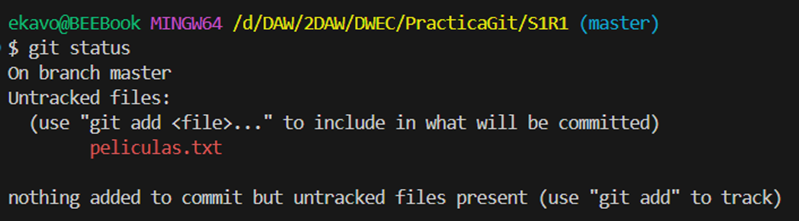 ekavo@BEEBook MINGW64 /d/DAW/2DAW/DWEC/PracticaGit/S1R1 (master)
$ git status
On branch master
Untracked files:
  (use "git add <file>..." to include in what will be committed)
        peliculas.txt

nothing added to commit but untracked files present (use "git add" to track)